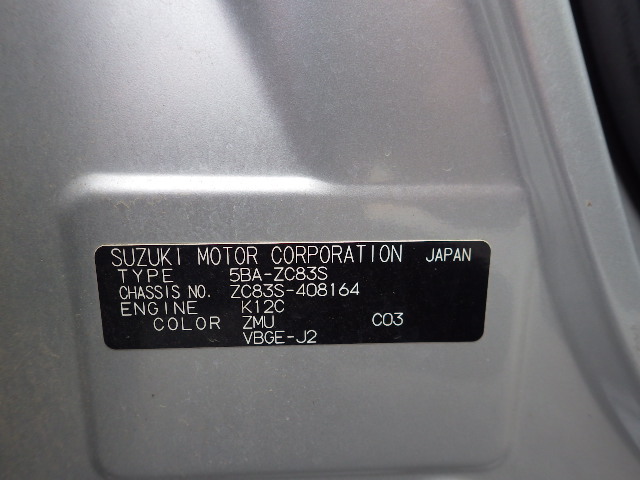 SUZUKI MOTOR CORPORATION JAPAN
TYPE 5BA-ZC83S
CHASSIS NO. ZC83S-408164
ENGINE K12C
COLOR ZMU C03
VBGE-J2